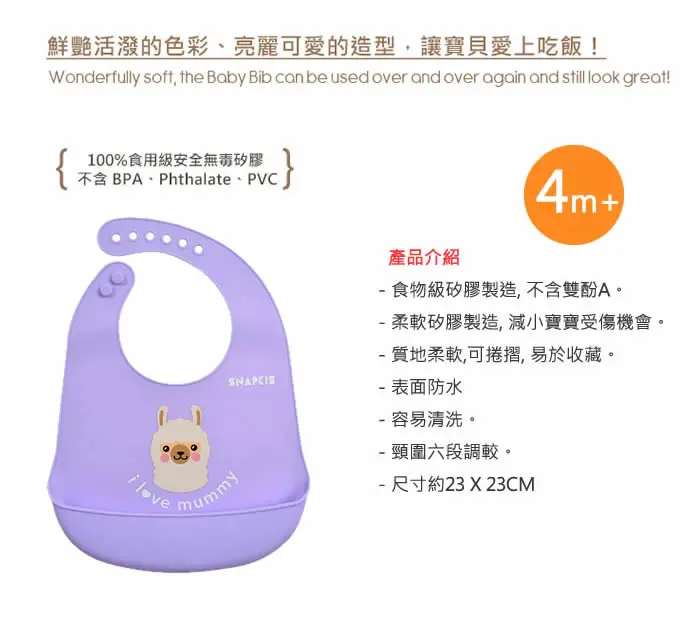 鮮艷活潑的色彩、亮麗可愛的造型，讓寶貝愛上吃飯！
Wonderfully soft, the Baby Bib can be used over and over again and still look great!
100%食用級安全無毒矽膠
不含 BPA、Phthalate、PVC
4m+
產品介紹
- 食物級矽膠製造, 不含雙酚A。
- 柔軟矽膠製造, 減小寶寶受傷機會。
- 質地柔軟,可捲摺, 易於收藏。
- 表面防水
- 容易清洗。
- 頸圍六段調較。
- 尺寸約23 X 23CM
SNAPKIS
i love mummy